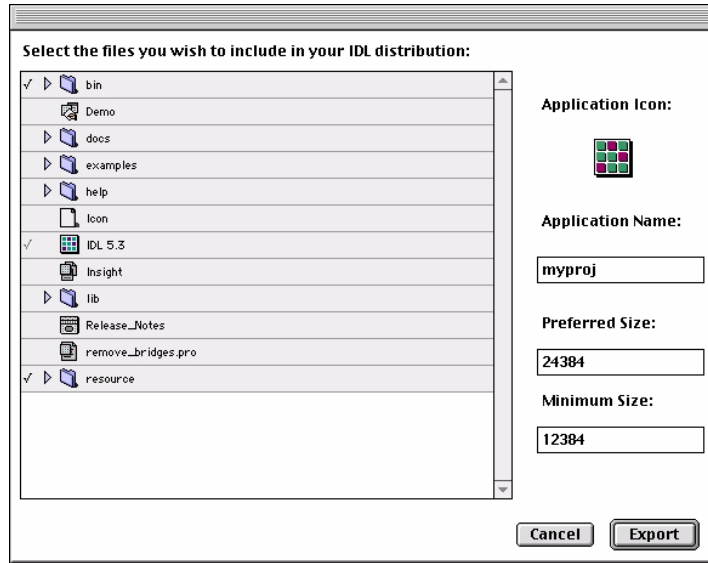 Select the files you wish to include in your IDL distribution:
bin
Demo
docs
examples
help
Icon
IDL 5.3
Insight
lib
Release_Notes
remove_bridges.pro
resource
Application Icon:
Application Name:
myproj
Preferred Size:
24384
Minimum Size:
12384
Cancel
Export